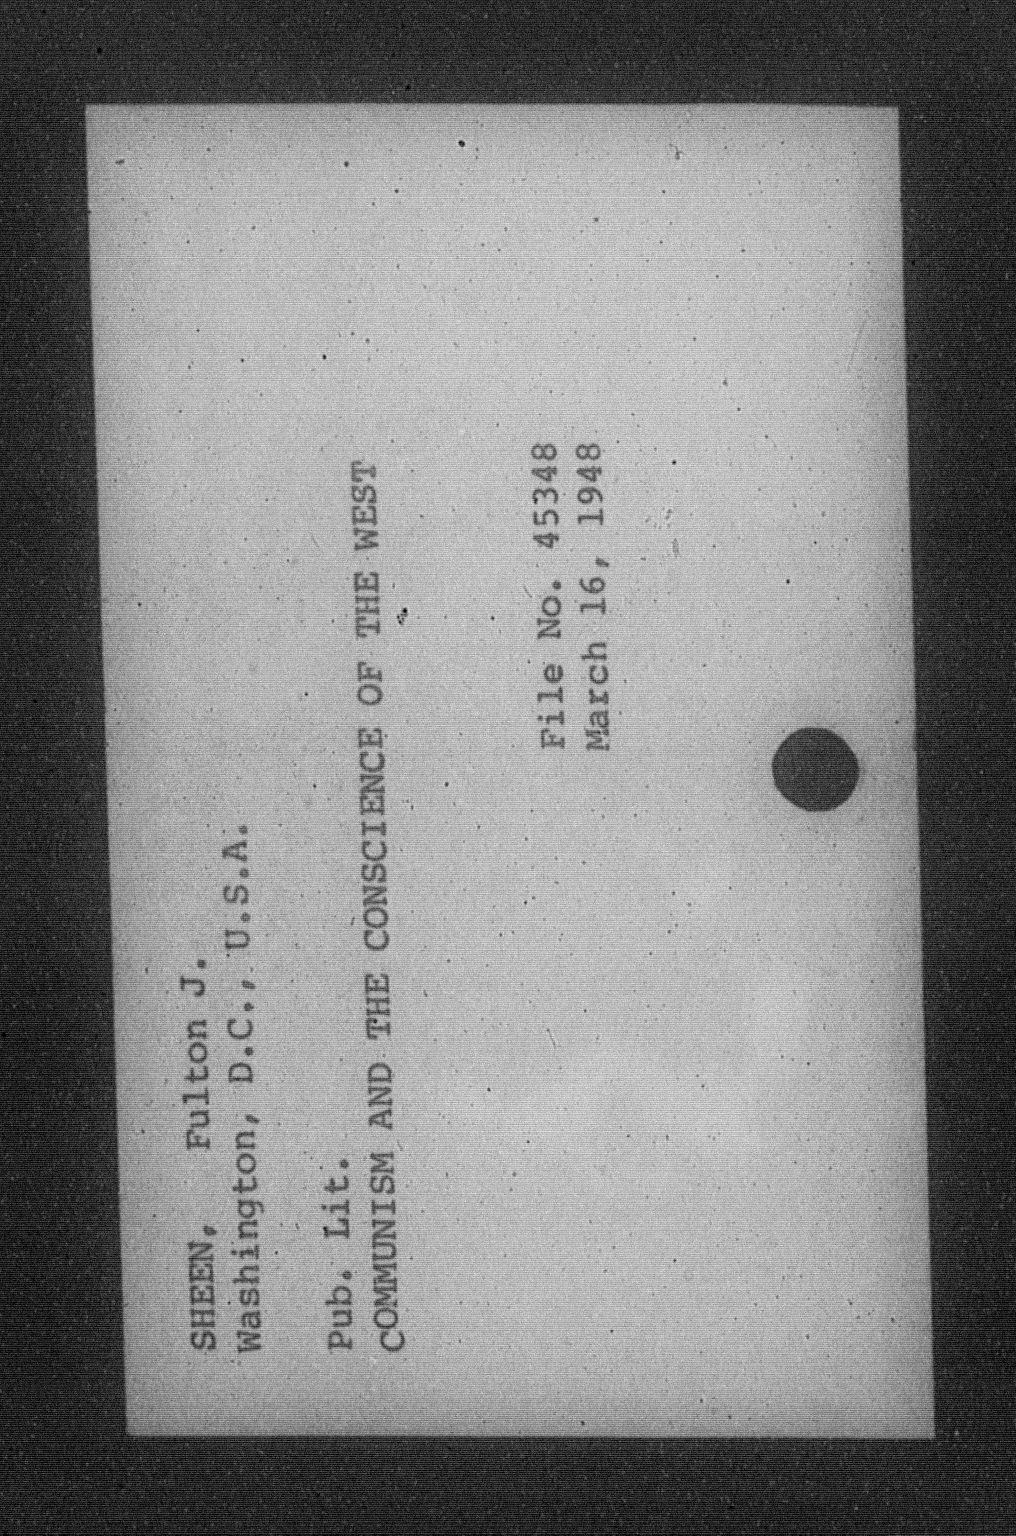 SHEEN, Fulton J.
Washington, D.C., U.S.A.
Pub. Lit.
COMMUNISM AND THE CONSCIENCE OF THE WEST
File No. 45348
March 16, 1948